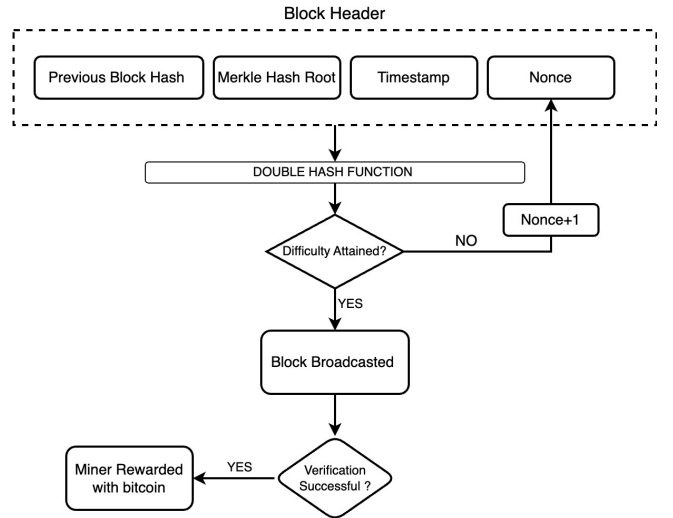 Block Header
Previous Block Hash
Merkle Hash Root
Timestamp
Nonce
DOUBLE HASH FUNCTION
Nonce+1
Difficulty Attained?
NO
YES
Block Broadcasted
Verification
Successful ?
YES
Miner Rewarded
with bitcoin